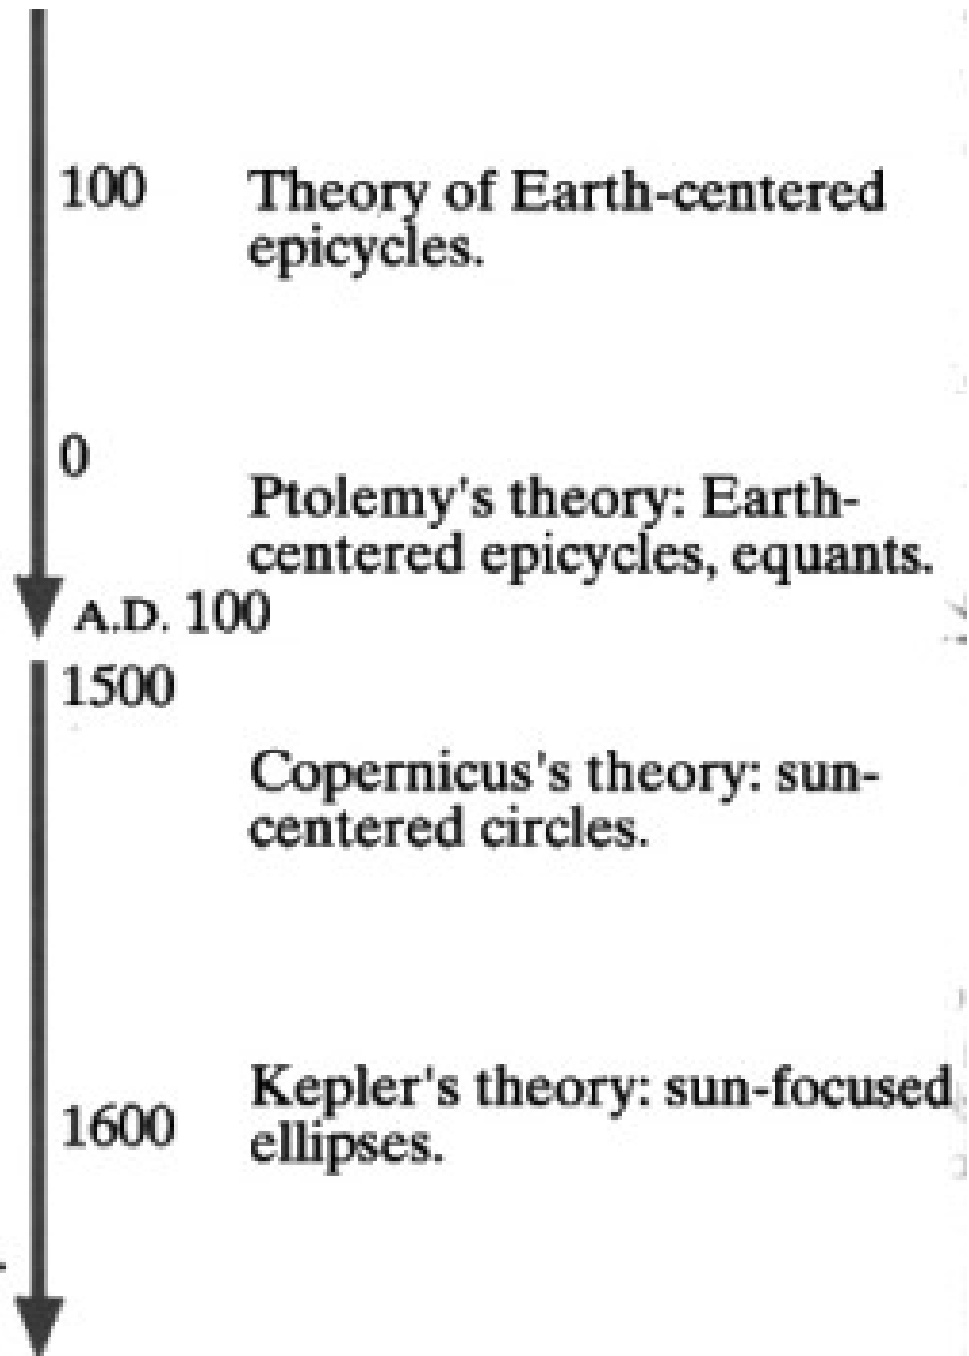 100
Theory of Earth-centered
epicycles.
0
Ptolemy's theory: Earth-
centered epicycles, equants.
A.D. 100
1500
Copernicus's theory: sun-
centered circles.
Kepler's theory: sun-focused
1600
ellipses.